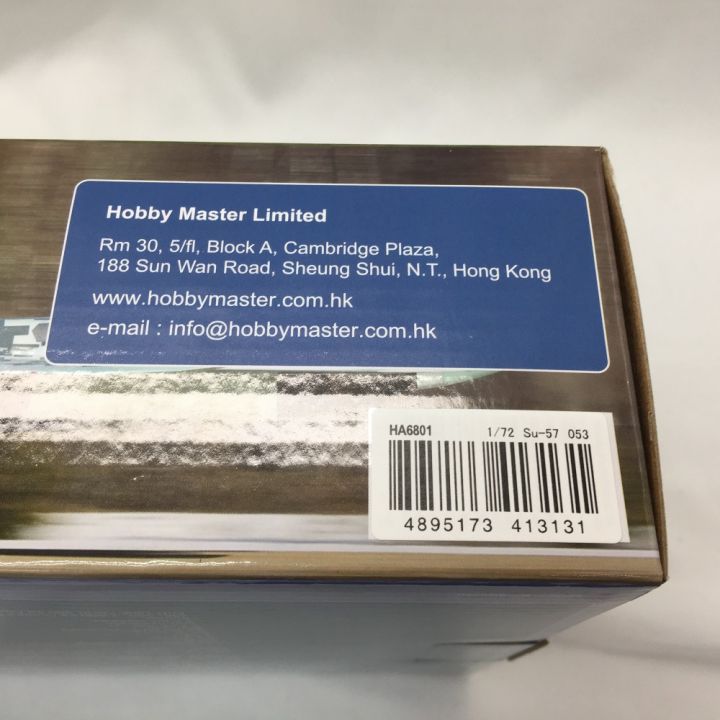 Hobby Master Limited
Rm 30, 5/fl, Block A, Cambridge Plaza,
188 Sun Wan Road, Sheung Shui, N.T., Hong Kong
www.hobbymaster.com.hk
e-mail : info@hobbymaster.com.hk
HA6801 1/72 Su-57 053
4895173 413131